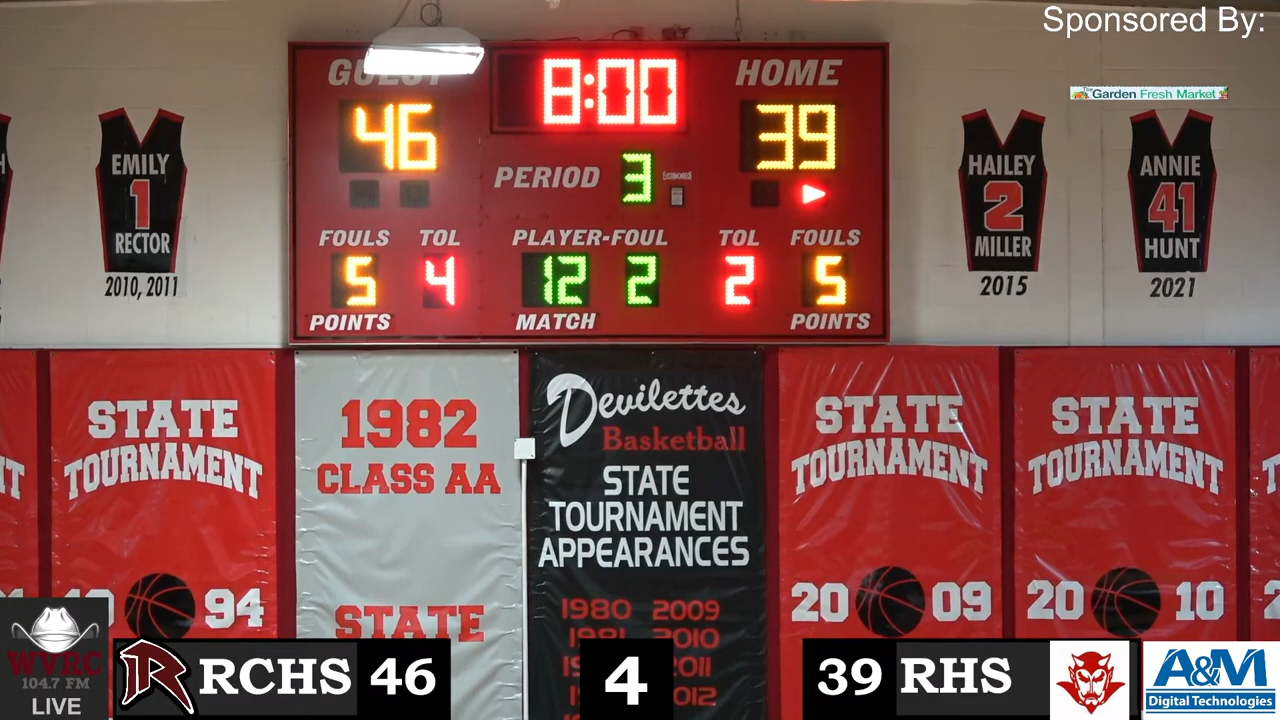 Sponsored By:
The Garden Fresh Market
GUEST
8:00
HOME
46
39
PERIOD 3
FOULS
TOL
PLAYER-FOUL
TOL
FOULS
5
4
12 2
2
5
POINTS
MATCH
POINTS
EMILY
1
RECTOR
2010, 2011
HAILEY
2
MILLER
2015
ANNIE
41
HUNT
2021
STATE
TOURNAMENT
94
1982
CLASS AA
STATE
Devilettes
Basketball
STATE
TOURNAMENT
APPEARANCES
1980 2009
1981 2010
2011
2012
STATE
TOURNAMENT
20 09
STATE
TOURNAMENT
20 10
WVRC
104.7 FM
LIVE
R RCHS 46
4
39 RHS
A&M
Digital Technologies